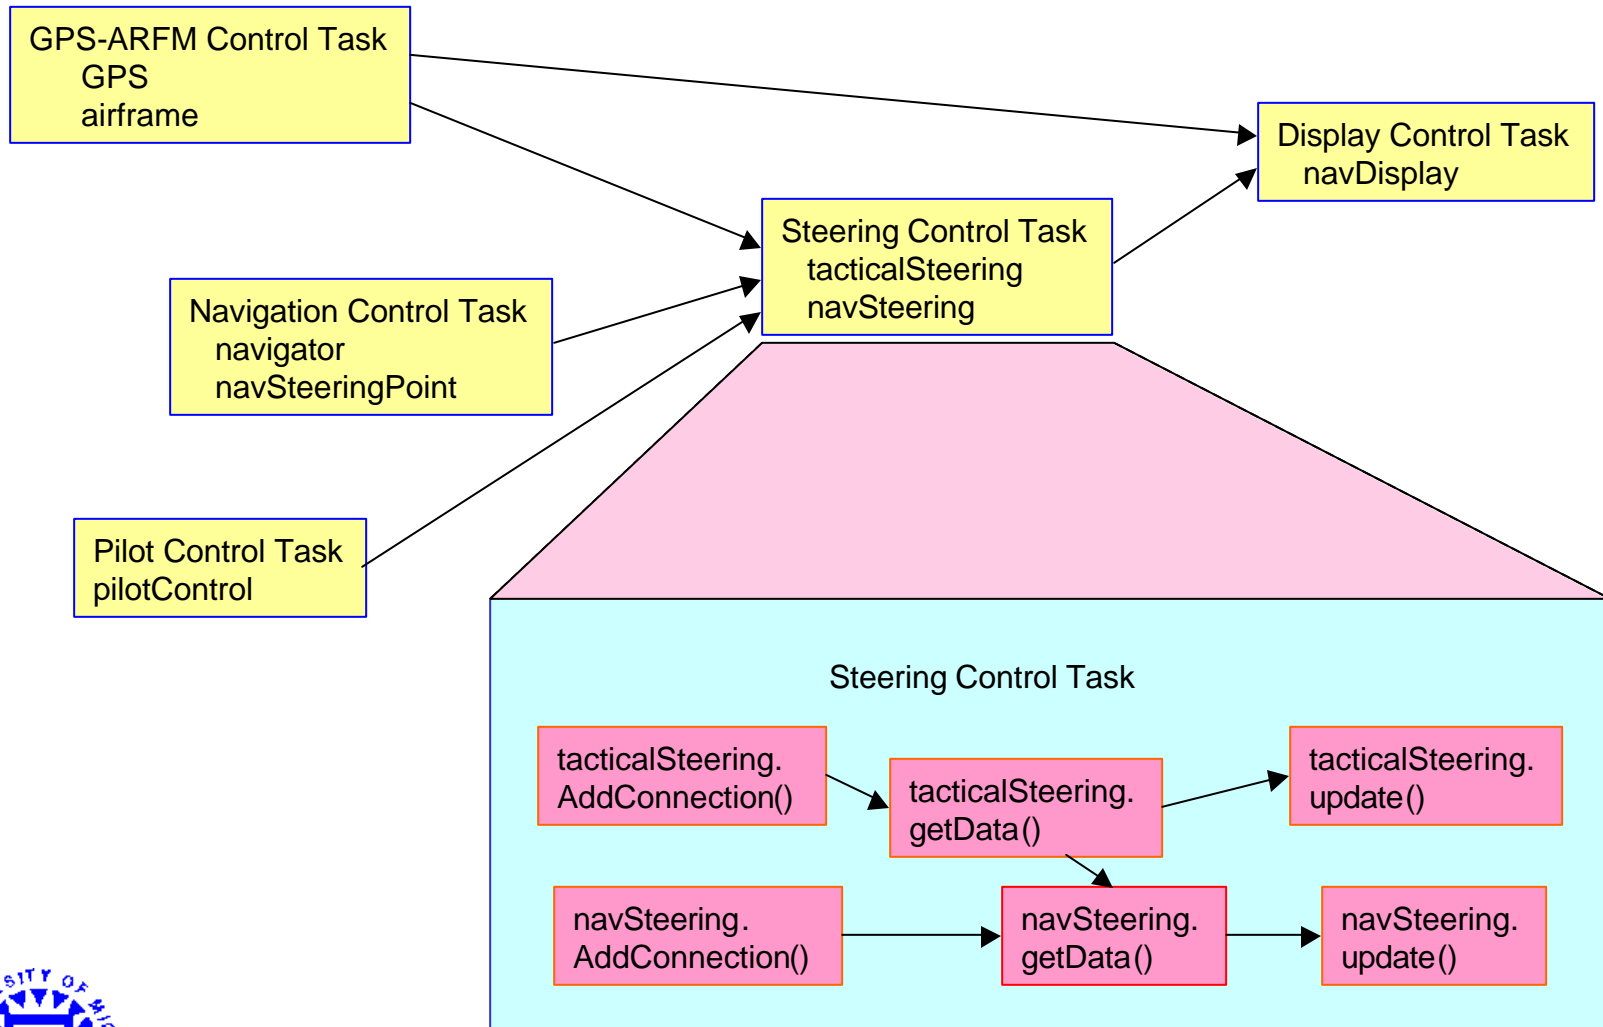 GPS-ARFM Control Task
GPS
airframe
Display Control Task
navDisplay
Steering Control Task
tacticalSteering
navSteering
Navigation Control Task
navigator
navSteeringPoint
Pilot Control Task
pilotControl
Steering Control Task
tacticalSteering.
AddConnection()
tacticalSteering.
getData()
tacticalSteering.
update()
navSteering.
AddConnection()
navSteering.
getData()
navSteering.
update()
OF